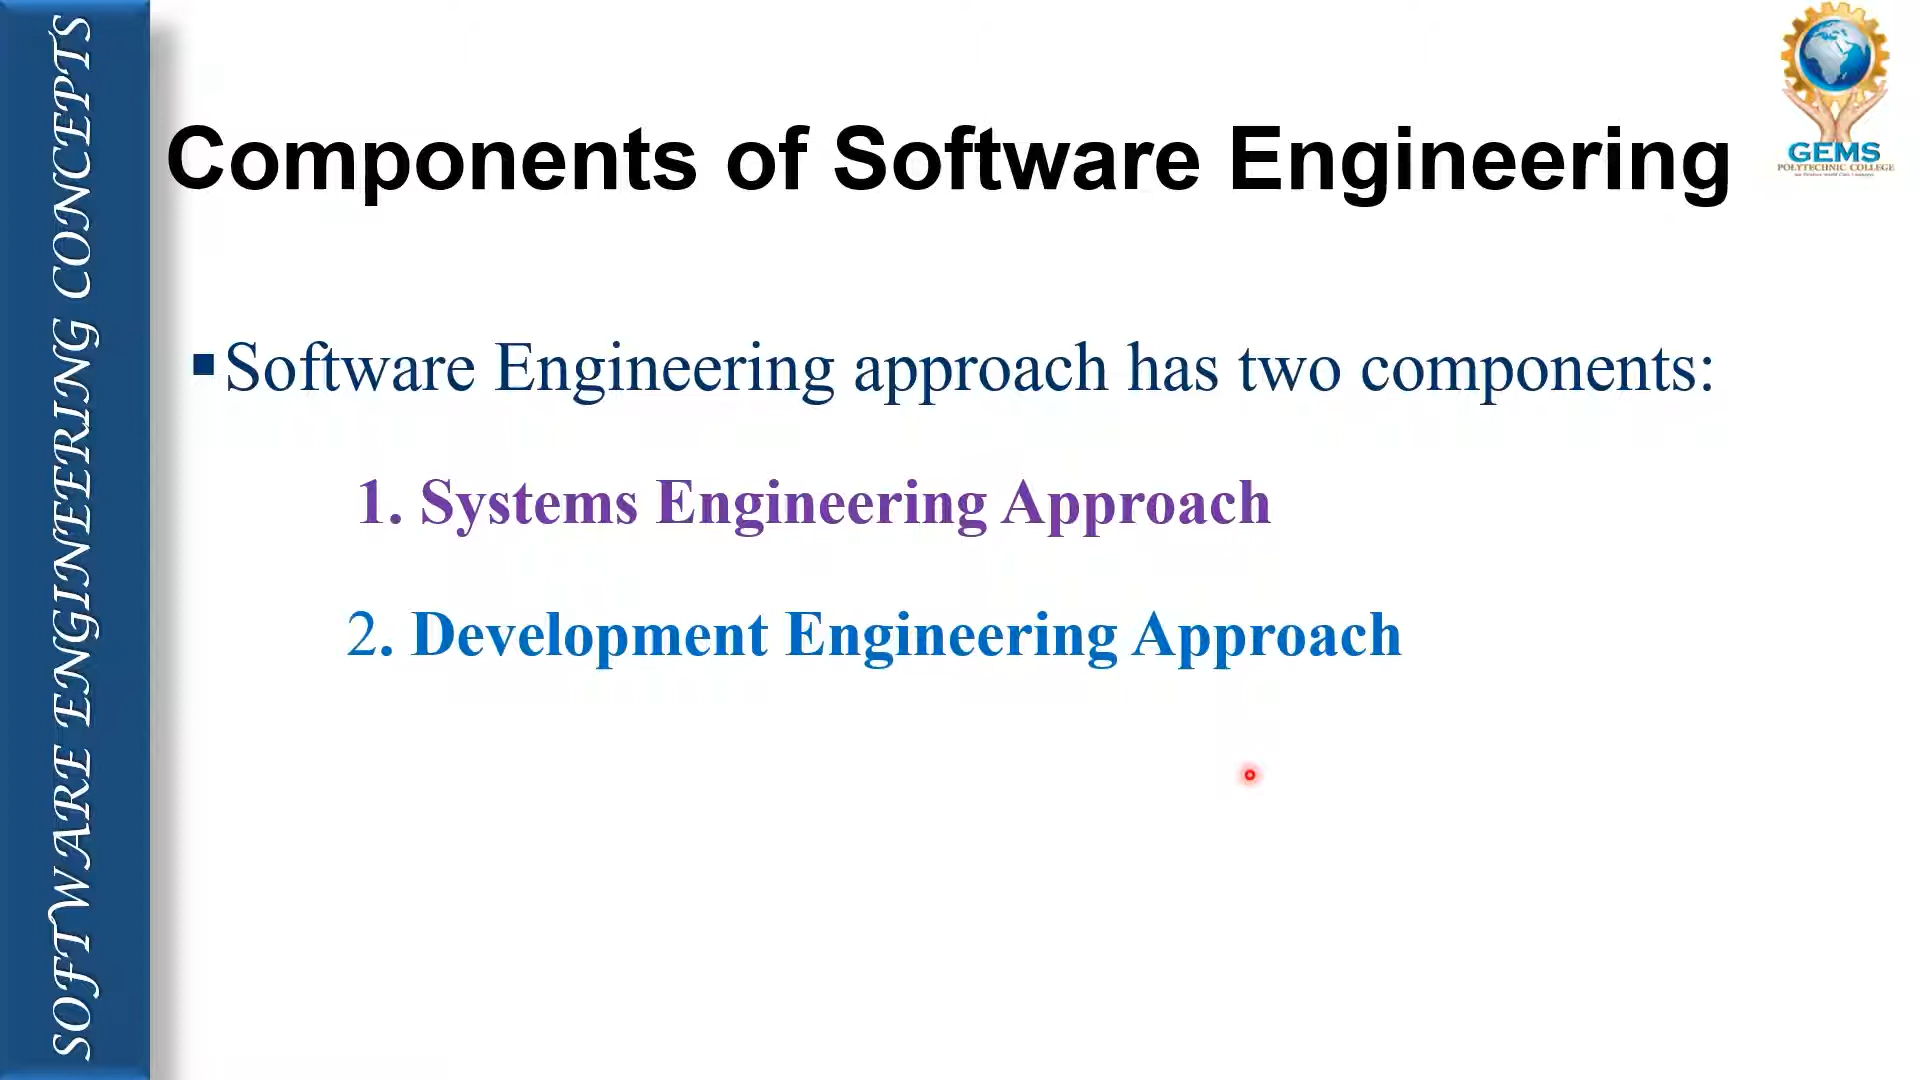 SOFTWARE ENGINEERING CONCEPTS
Components of Software Engineering
GEMS
POLYTECHNIC COLLEGE
▪Software Engineering approach has two components:
1. Systems Engineering Approach
2. Development Engineering Approach